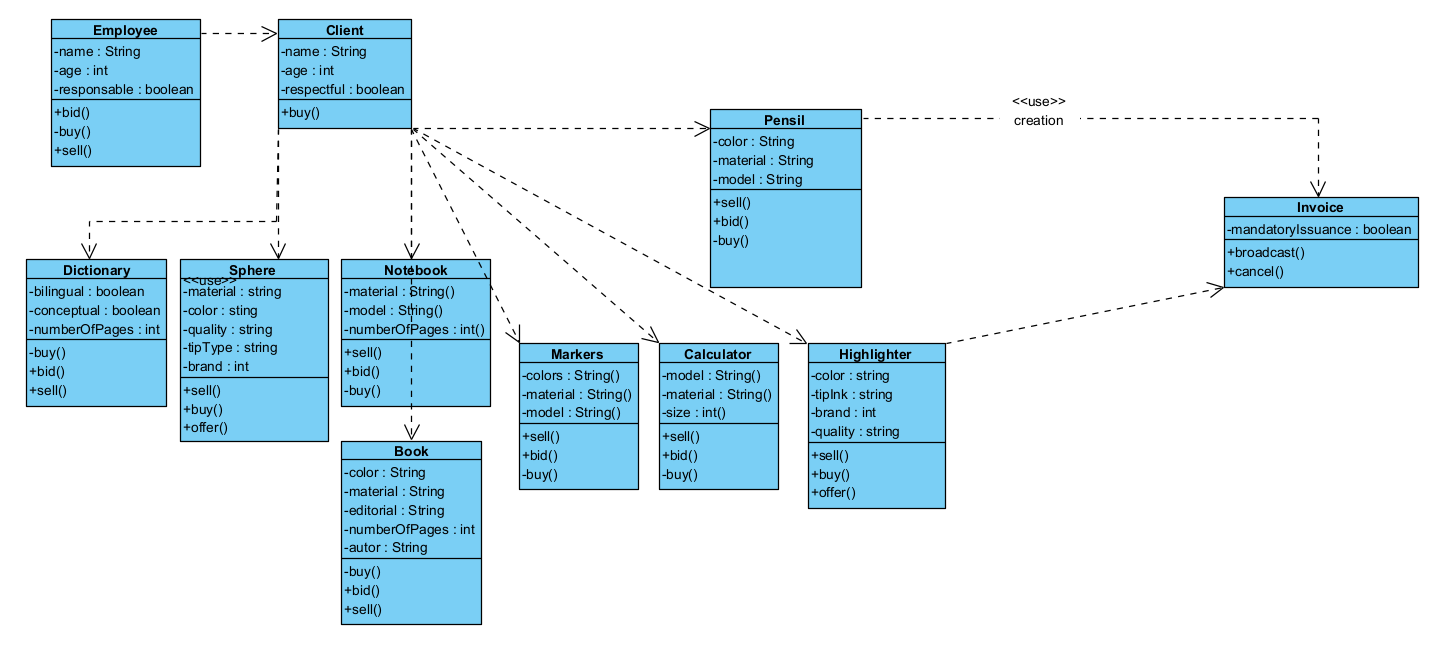 Employee
-name : String
-age : int
-responsable : boolean
+bid()
-buy()
+sell()
Client
-name : String
-age : int
-respectful : boolean
+buy()
Pensil
-color : String
-material : String
-model : String
+sell()
+bid()
-buy()
<<use>>
creation
Invoice
-mandatoryIssuance : boolean
+broadcast()
+cancel()
Dictionary
-bilingual : boolean
-conceptual : boolean
-numberOfPages : int
-buy()
+bid()
+sell()
Sphere
<<use>>
-material : string
-color : sting
-quality : string
-tipType : string
-brand : int
+sell()
+buy()
+offer()
Notebook
-material : String()
-model : String()
-numberOfPages : int()
+sell()
+bid()
-buy()
Markers
-colors : String()
-material : String()
-model : String()
+sell()
+bid()
-buy()
Calculator
-model : String()
-material : String()
-size : int()
+sell()
+bid()
-buy()
Highlighter
-color : string
-tipInk : string
-brand : int
-quality : string
+sell()
+buy()
+offer()
Book
-color : String
-material : String
-editorial : String
-numberOfPages : int
-autor : String
-buy()
+bid()
+sell()